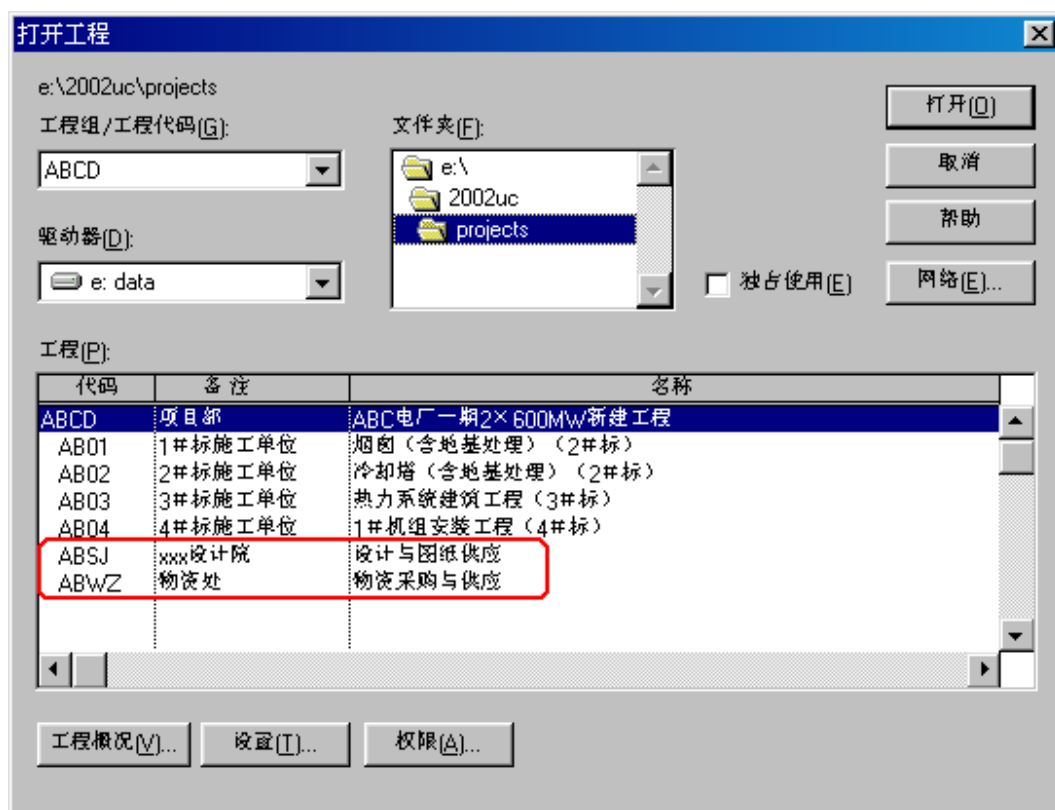 打开工程
e:\2002uc\projects
工程组/工程代码(G):
ABCD
文件夹(F):
e:\
2002uc
projects
驱动器(D):
e: data
独占使用(E)
打开(O)
取消
帮助
网络(E)...
工程(P):
代码 备注 名称
ABCD 项目部 ABC电厂一期2×600MW新建工程
AB01 1#标施工单位 烟囱（含地基处理）（2#标）
AB02 2#标施工单位 冷却塔（含地基处理）（2#标）
AB03 3#标施工单位 热力系统建筑工程（3#标）
AB04 4#标施工单位 1#机组安装工程（4#标）
ABSJ xxx设计院 设计与图纸供应
ABWZ 物资处 物资采购与供应
工程概况(V)... 设置(T)... 权限(A)...